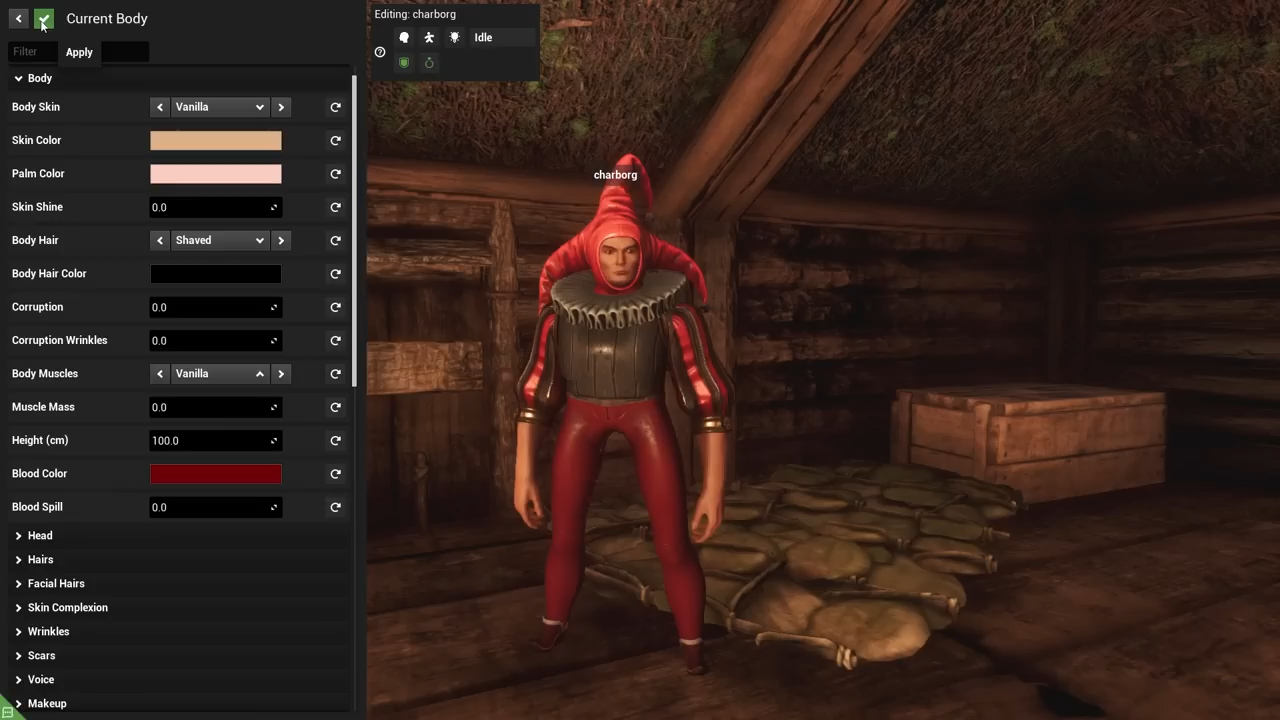 Current Body
Filter
Apply
Body
Body Skin Vanilla
Skin Color
Palm Color
Skin Shine 0.0
Body Hair Shaved
Body Hair Color
Corruption 0.0
Corruption Wrinkles 0.0
Body Muscles Vanilla
Muscle Mass 0.0
Height (cm) 100.0
Blood Color
Blood Spill 0.0
Head
Hairs
Facial Hairs
Skin Complexion
Wrinkles
Scars
Voice
Makeup
Editing: charborg
Idle
charborg